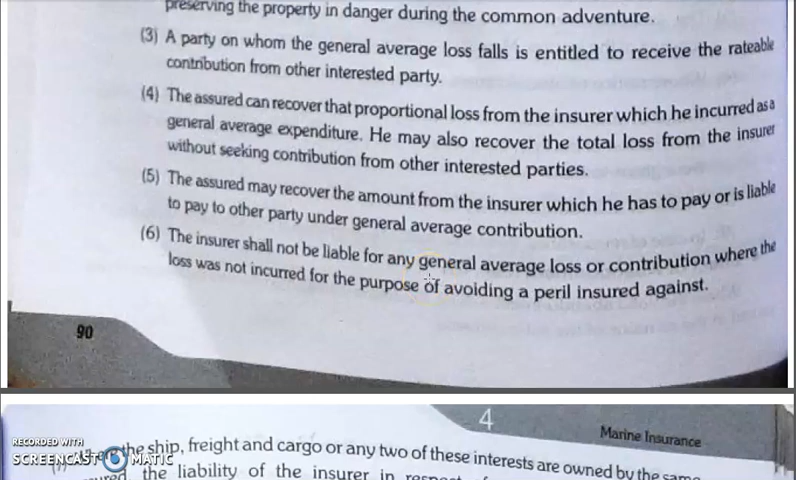 preserving the property in danger during the common adventure.
(3) A party on whom the general average loss falls is entitled to receive the rateable
contribution from other interested party.
(4) The assured can recover that proportional loss from the insurer which he incurred as a
general average expenditure. He may also recover the total loss from the insurer
without seeking contribution from other interested parties.
(5) The assured may recover the amount from the insurer which he has to pay or is liable
to pay to other party under general average contribution.
(6) The insurer shall not be liable for any general average loss or contribution where the
loss was not incurred for the purpose of avoiding a peril insured against.
90
4
Marine Insurance
RECORDED WITH
SCREENCAST MATIC
the ship, freight and cargo or any two of these interests are owned by the same
the liability of the insurer in